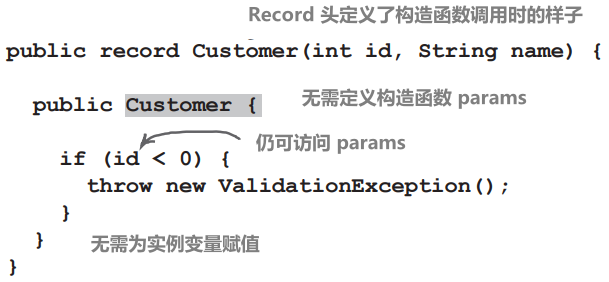 Record 头定义了构造函数调用时的样子
public record Customer(int id, String name) {
public Customer { 无需定义构造函数 params
仍可访问 params
if (id < 0) {
throw new ValidationException();
}
} 无需为实例变量赋值
}